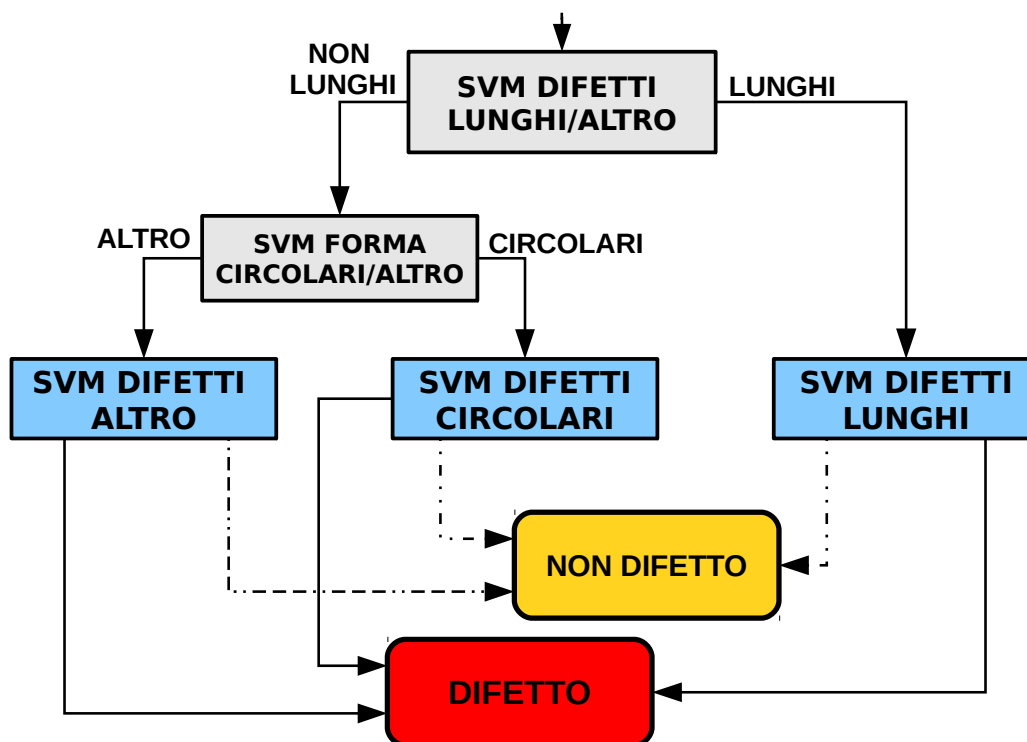 NON
LUNGHI
SVM DIFETTI
LUNGHI/ALTRO
LUNGHI
ALTRO
SVM FORMA
CIRCOLARI/ALTRO
CIRCOLARI
SVM DIFETTI
ALTRO
SVM DIFETTI
CIRCOLARI
SVM DIFETTI
LUNGHI
NON DIFETTO
DIFETTO